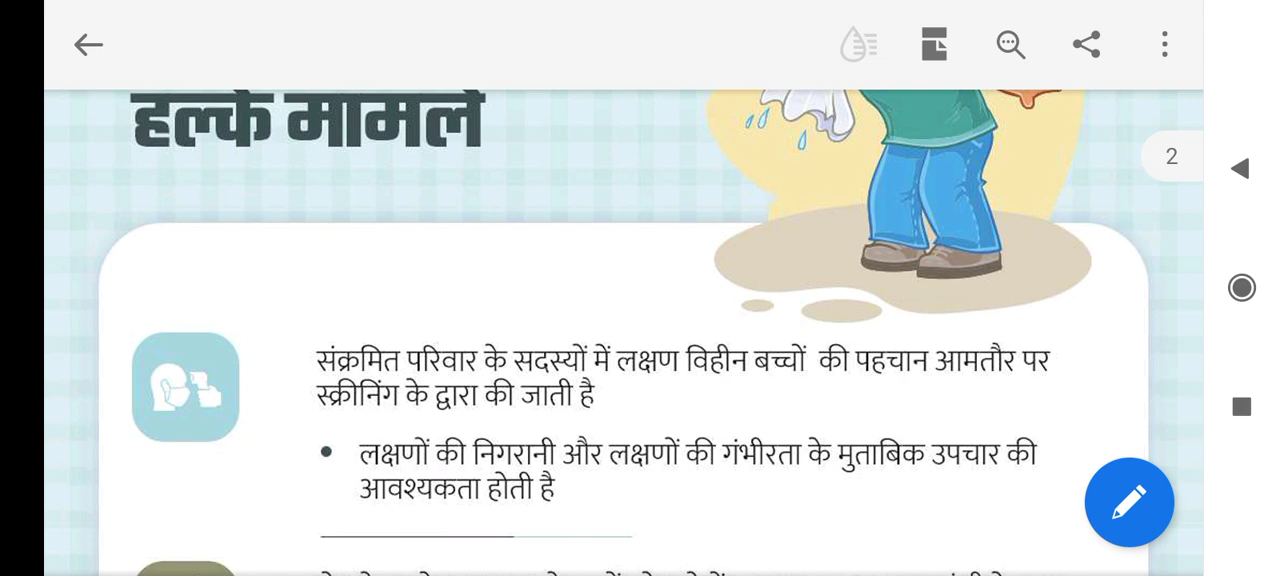 हल्के मामले
2
संक्रमित परिवार के सदस्यों में लक्षण विहीन बच्चों की पहचान आमतौर पर
स्क्रीनिंग के द्वारा की जाती है
• लक्षणों की निगरानी और लक्षणों की गंभीरता के मुताबिक उपचार की
आवश्यकता होती है